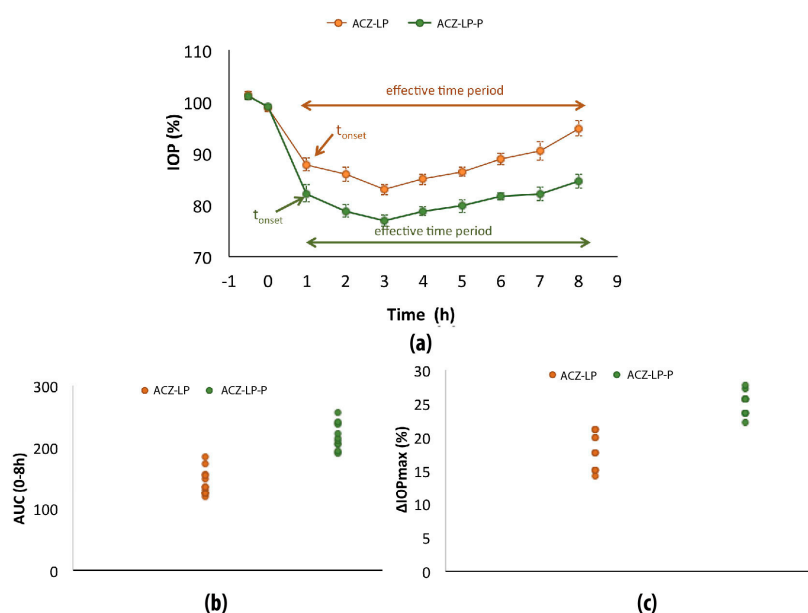 ACZ-LP ACZ-LP-P
110
100
90
80
70
IOP (%)
effective time period
tonset
tonset
effective time period
-1 0 1 2 3 4 5 6 7 8 9
Time (h)
(a)
300
200
100
0
AUC (0-8h)
ACZ-LP ACZ-LP-P
(b)
30
25
20
15
10
5
0
ΔIOPmax (%)
ACZ-LP ACZ-LP-P
(c)